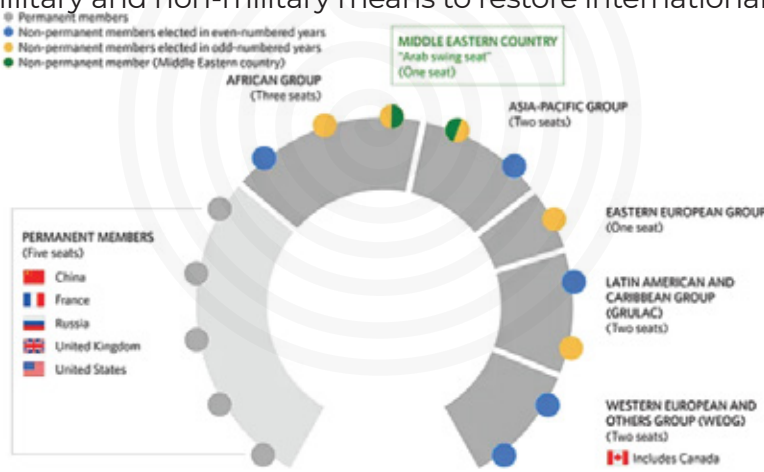 military and non-military means to restore international
Permanent members
Non-permanent members elected in even-numbered years
Non-permanent members elected in odd-numbered years
Non-permanent member (Middle Eastern country)
MIDDLE EASTERN COUNTRY
"Arab swing seat"
(One seat)
AFRICAN GROUP
(Three seats)
ASIA-PACIFIC GROUP
(Two seats)
EASTERN EUROPEAN GROUP
(One seat)
PERMANENT MEMBERS
(Five seats)
China
France
Russia
United Kingdom
United States
LATIN AMERICAN AND
CARIBBEAN GROUP
(GRULAC)
(Two seats)
WESTERN EUROPEAN AND
OTHERS GROUP (WEOG)
(Two seats)
Includes Canada